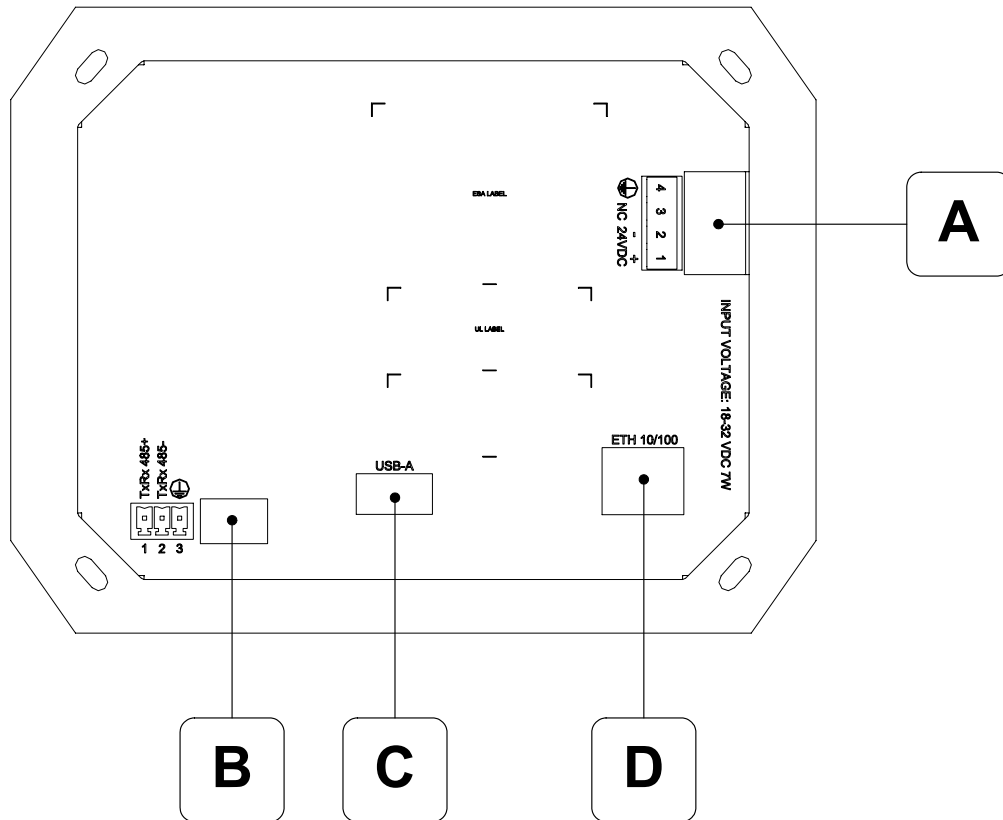 ESA LABEL
4
3
2
1
NC 24VDC
- +
A
UL LABEL
INPUT VOLTAGE: 18-32 VDC 7W
TxRx 485+
TxRx 485-
USB-A
ETH 10/100
1 2 3
B
C
D